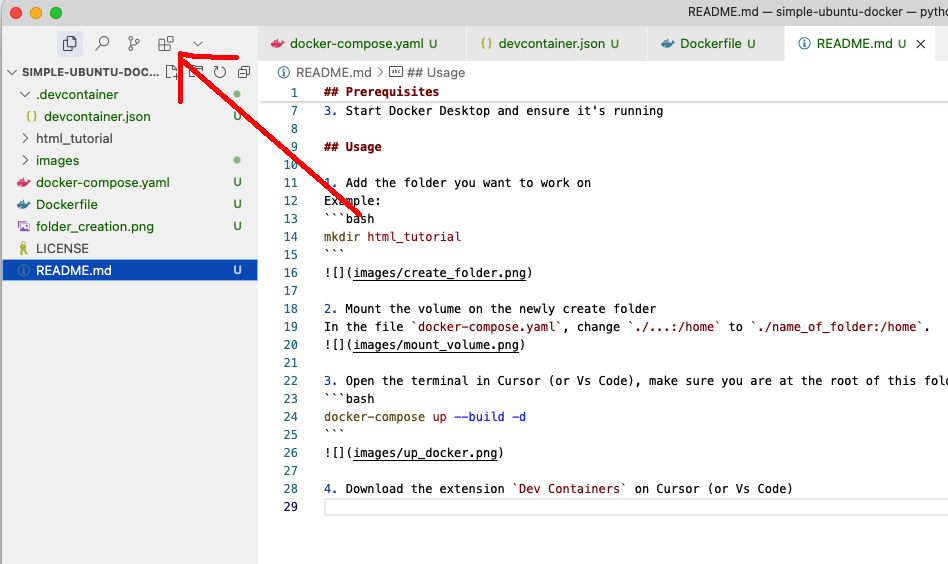 README.md — simple-ubuntu-docker —
docker-compose.yaml U
{} devcontainer.json U
Dockerfile U
README.md U
SIMPLE-UBUNTU-DOC...
.devcontainer
{} devcontainer.json U
html_tutorial
images
docker-compose.yaml U
Dockerfile U
folder_creation.png U
LICENSE
README.md U
README.md > abc ## Usage
1 ## Prerequisites
7 3. Start Docker Desktop and ensure it's running
8
9 ## Usage
10
11 1. Add the folder you want to work on
12 Example:
13 ```bash
14 mkdir html_tutorial
15 ```
16 ![](images/create_folder.png)
17
18 2. Mount the volume on the newly create folder
19 In the file `docker-compose.yaml`, change `./...:/home` to `./name_of_folder:/home`.
20 ![](images/mount_volume.png)
21
22 3. Open the terminal in Cursor (or Vs Code), make sure you are at the root of this
23 ```bash
24 docker-compose up --build -d
25 ```
26 ![](images/up_docker.png)
27
28 4. Download the extension `Dev Containers` on Cursor (or Vs Code)
29